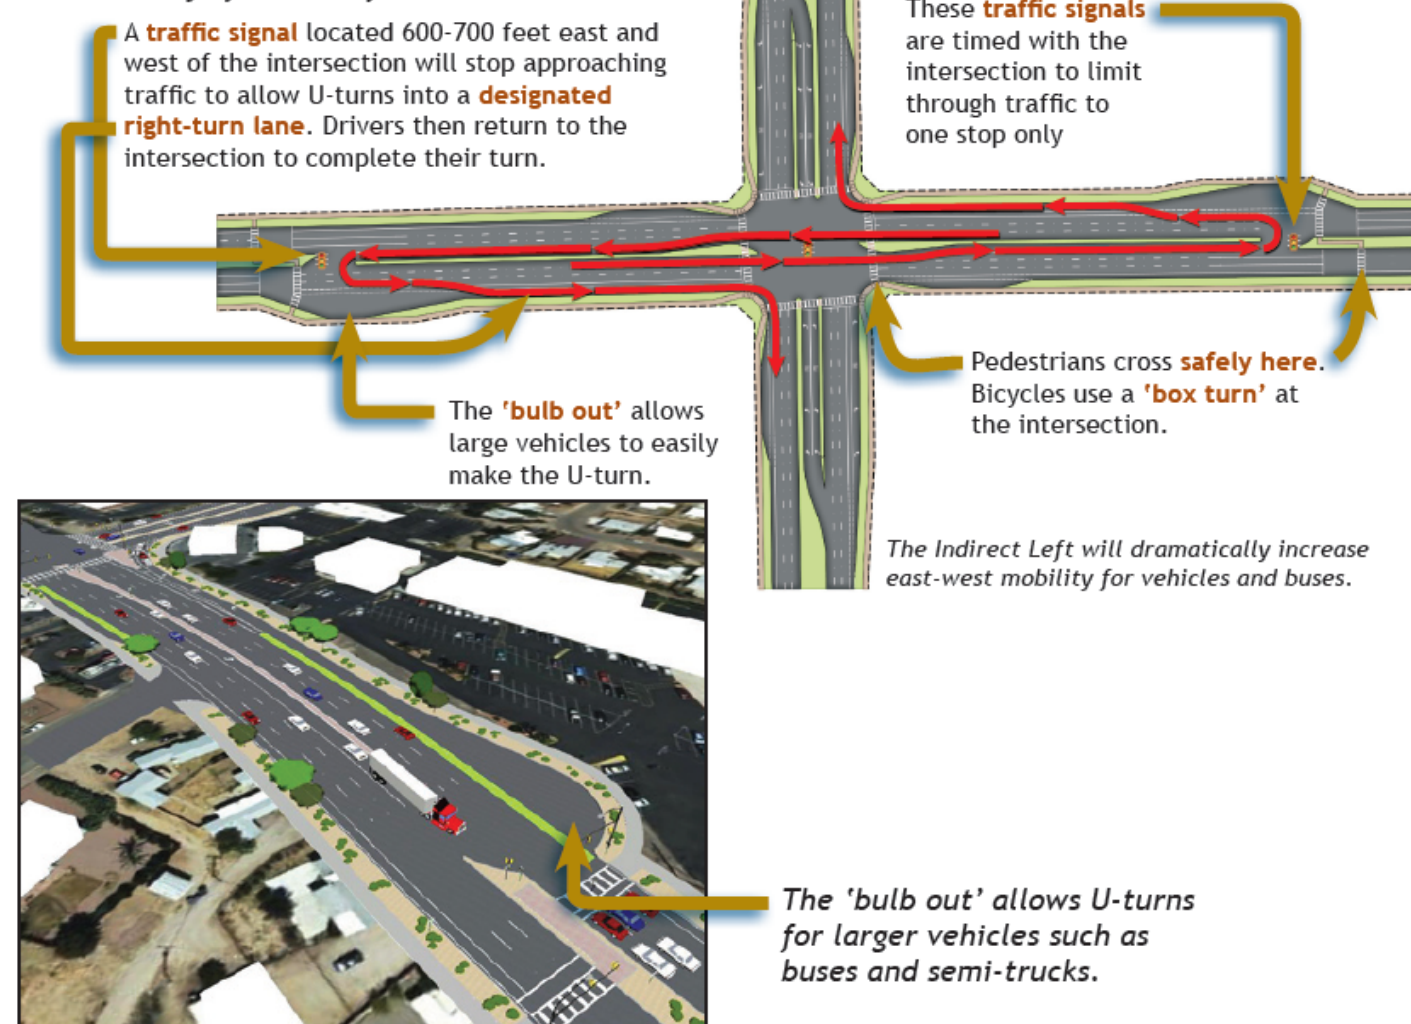 A traffic signal located 600-700 feet east and
west of the intersection will stop approaching
traffic to allow U-turns into a designated
right-turn lane. Drivers then return to the
intersection to complete their turn.
These traffic signals
are timed with the
intersection to limit
through traffic to
one stop only
The ‘bulb out’ allows
large vehicles to easily
make the U-turn.
Pedestrians cross safely here.
Bicycles use a ‘box turn’ at
the intersection.
The Indirect Left will dramatically increase
east-west mobility for vehicles and buses.
The ‘bulb out’ allows U-turns
for larger vehicles such as
buses and semi-trucks.